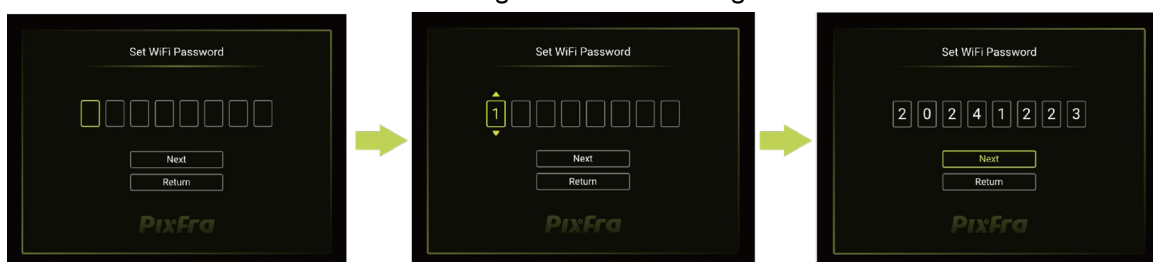 Set WiFi Password
Next
Return
PixFra
Set WiFi Password
1
Next
Return
PixFra
Set WiFi Password
2 0 2 4 1 2 2 3
Next
Return
PixFra